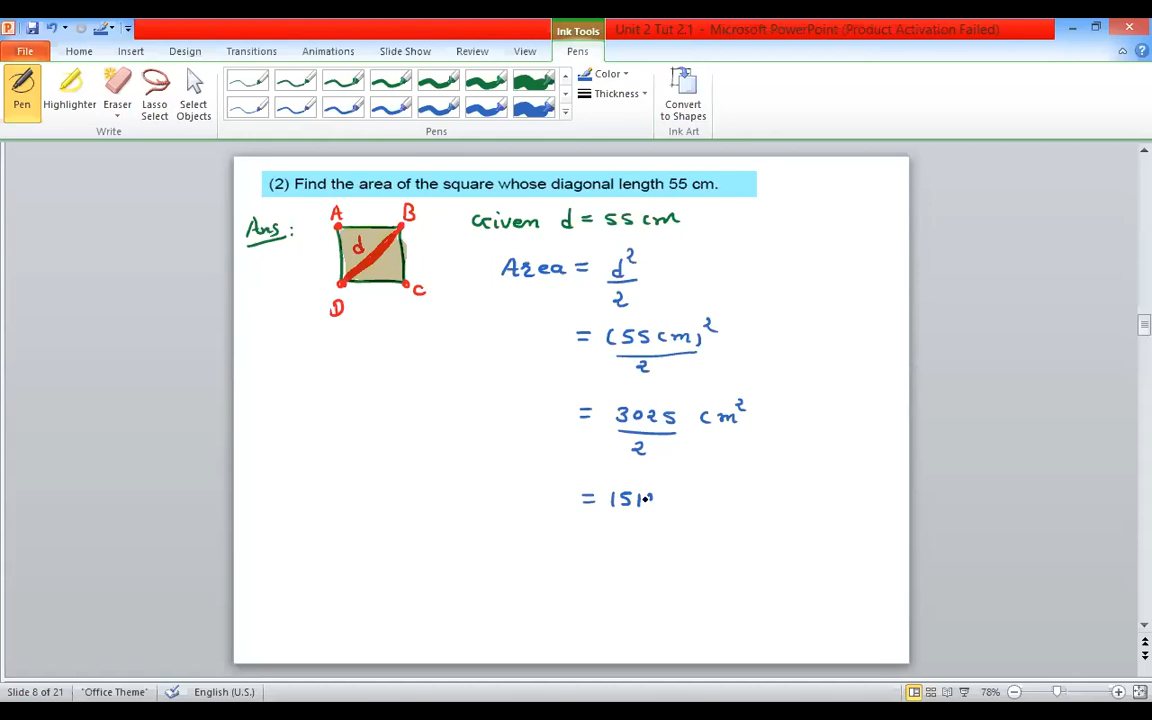 Unit 2 Tut 2.1 - Microsoft PowerPoint (Product Activation Failed)
Ink Tools
File Home Insert Design Transitions Animations Slide Show Review View Pens
Pen Highlighter Eraser Lasso Select Select Objects
Color
Thickness
Convert to Shapes
Write Pens Ink Art
(2) Find the area of the square whose diagonal length 55 cm.
Ans:
A B
d
D C
Given d = 55 cm
Area = d²/2
= (55 cm)²/2
= 3025/2 cm²
= 151
Slide 8 of 21 "Office Theme" English (U.S.) 78%